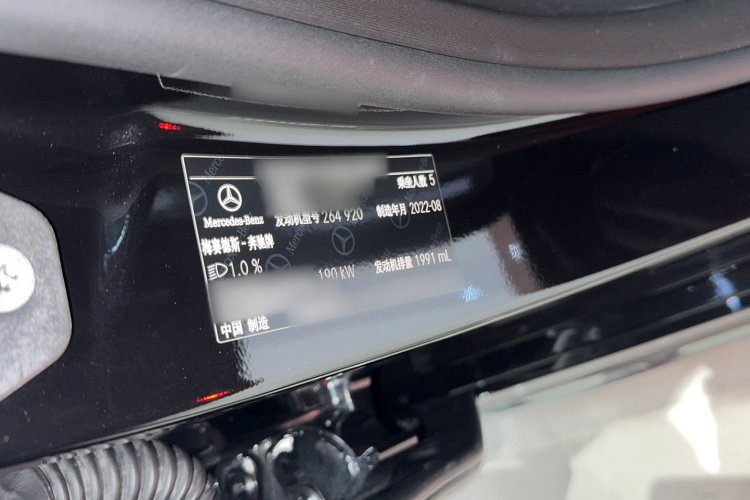 乘坐人数 5
Mercedes-Benz 发动机型号 264 920 制造年月 2022-08
梅赛德斯-奔驰牌
1.0 % 190 kW 发动机排量 1991 mL
中国 制造